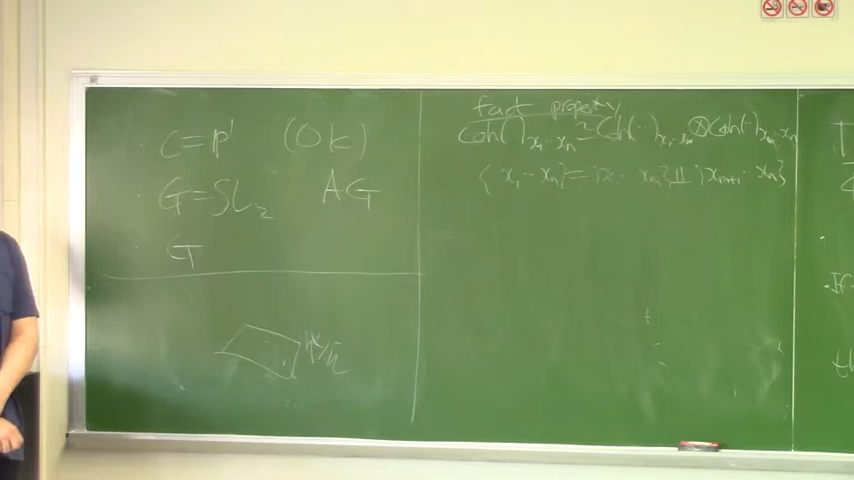 · C = P¹ (Ok)
· G = SL₂ AG
· G
fact property
Coh( )_{x₁ … xₙ} = Coh(··)_{x₁ … xₘ} ⊗ Coh(··)_{xₘ₊₁ … xₙ}
{x₁ ··· xₙ} = {x₁ ··· xₘ} ⨿ {xₘ₊₁ ··· xₙ}
· If